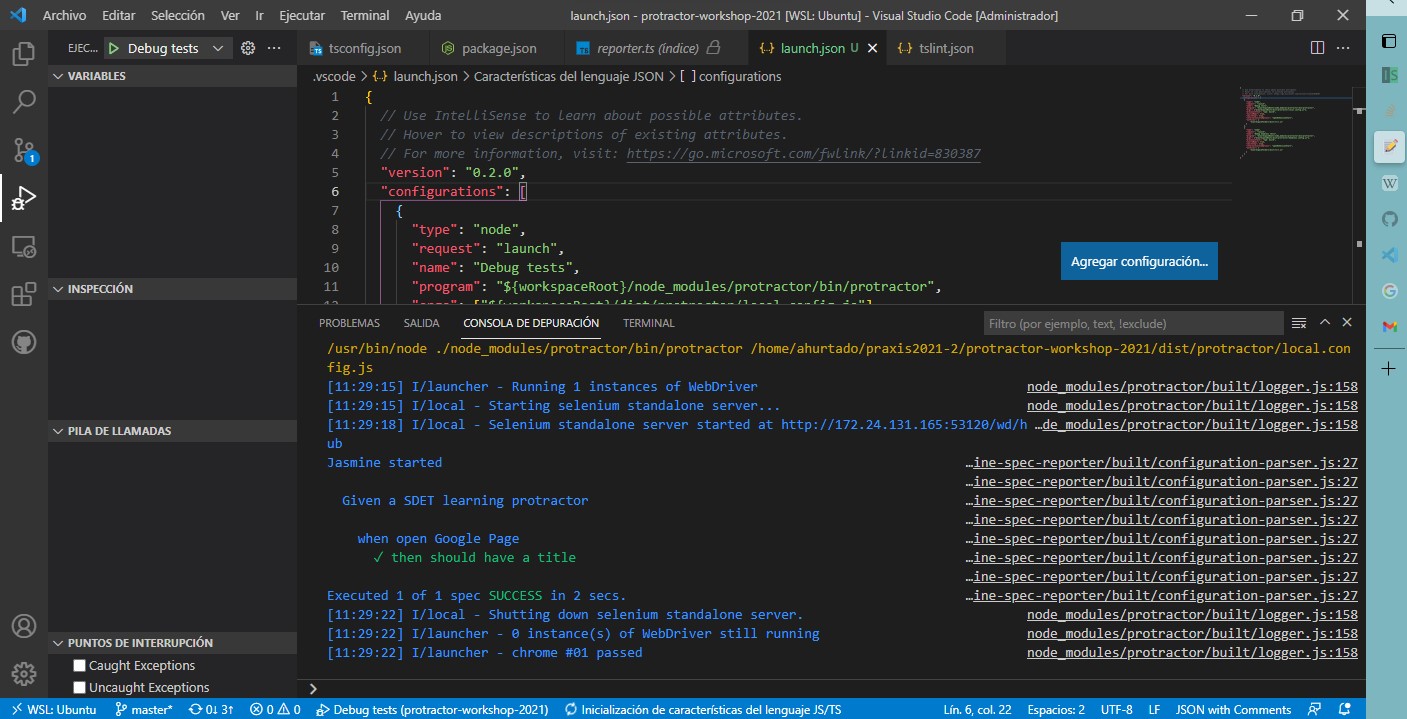 Archivo Editar Selección Ver Ir Ejecutar Terminal Ayuda launch.json - protractor-workshop-2021 [WSL: Ubuntu] - Visual Studio Code [Administrador]
EJEC... Debug tests ...
tsconfig.json package.json reporter.ts (Índice) launch.json U tslint.json
VARIABLES
INSPECCIÓN
PILA DE LLAMADAS
PUNTOS DE INTERRUPCIÓN
Caught Exceptions
Uncaught Exceptions
1
.vscode > {..} launch.json > Características del lenguaje JSON > [ ] configurations
1 {
2 // Use IntelliSense to learn about possible attributes.
3 // Hover to view descriptions of existing attributes.
4 // For more information, visit: https://go.microsoft.com/fwlink/?linkid=830387
5 "version": "0.2.0",
6 "configurations": [
7 {
8 "type": "node",
9 "request": "launch",
10 "name": "Debug tests",
11 "program": "${workspaceRoot}/node_modules/protractor/bin/protractor",
Agregar configuración...
PROBLEMAS SALIDA CONSOLA DE DEPURACIÓN TERMINAL
Filtro (por ejemplo, text, !exclude)
/usr/bin/node ./node_modules/protractor/bin/protractor /home/ahurtado/praxis2021-2/protractor-workshop-2021/dist/protractor/local.con
fig.js
[11:29:15] I/launcher - Running 1 instances of WebDriver node_modules/protractor/built/logger.js:158
[11:29:15] I/local - Starting selenium standalone server... node_modules/protractor/built/logger.js:158
[11:29:18] I/local - Selenium standalone server started at http://172.24.131.165:53120/wd/h …de_modules/protractor/built/logger.js:158
ub
Jasmine started …ine-spec-reporter/built/configuration-parser.js:27
…ine-spec-reporter/built/configuration-parser.js:27
Given a SDET learning protractor …ine-spec-reporter/built/configuration-parser.js:27
…ine-spec-reporter/built/configuration-parser.js:27
when open Google Page …ine-spec-reporter/built/configuration-parser.js:27
✓ then should have a title …ine-spec-reporter/built/configuration-parser.js:27
…ine-spec-reporter/built/configuration-parser.js:27
Executed 1 of 1 spec SUCCESS in 2 secs. …ine-spec-reporter/built/configuration-parser.js:27
[11:29:22] I/local - Shutting down selenium standalone server. node_modules/protractor/built/logger.js:158
[11:29:22] I/launcher - 0 instance(s) of WebDriver still running node_modules/protractor/built/logger.js:158
[11:29:22] I/launcher - chrome #01 passed node_modules/protractor/built/logger.js:158
WSL: Ubuntu master* 0↓ 3↑ 0 0 Debug tests (protractor-workshop-2021) Inicialización de características del lenguaje JS/TS Lín. 6, col. 22 Espacios: 2 UTF-8 LF JSON with Comments